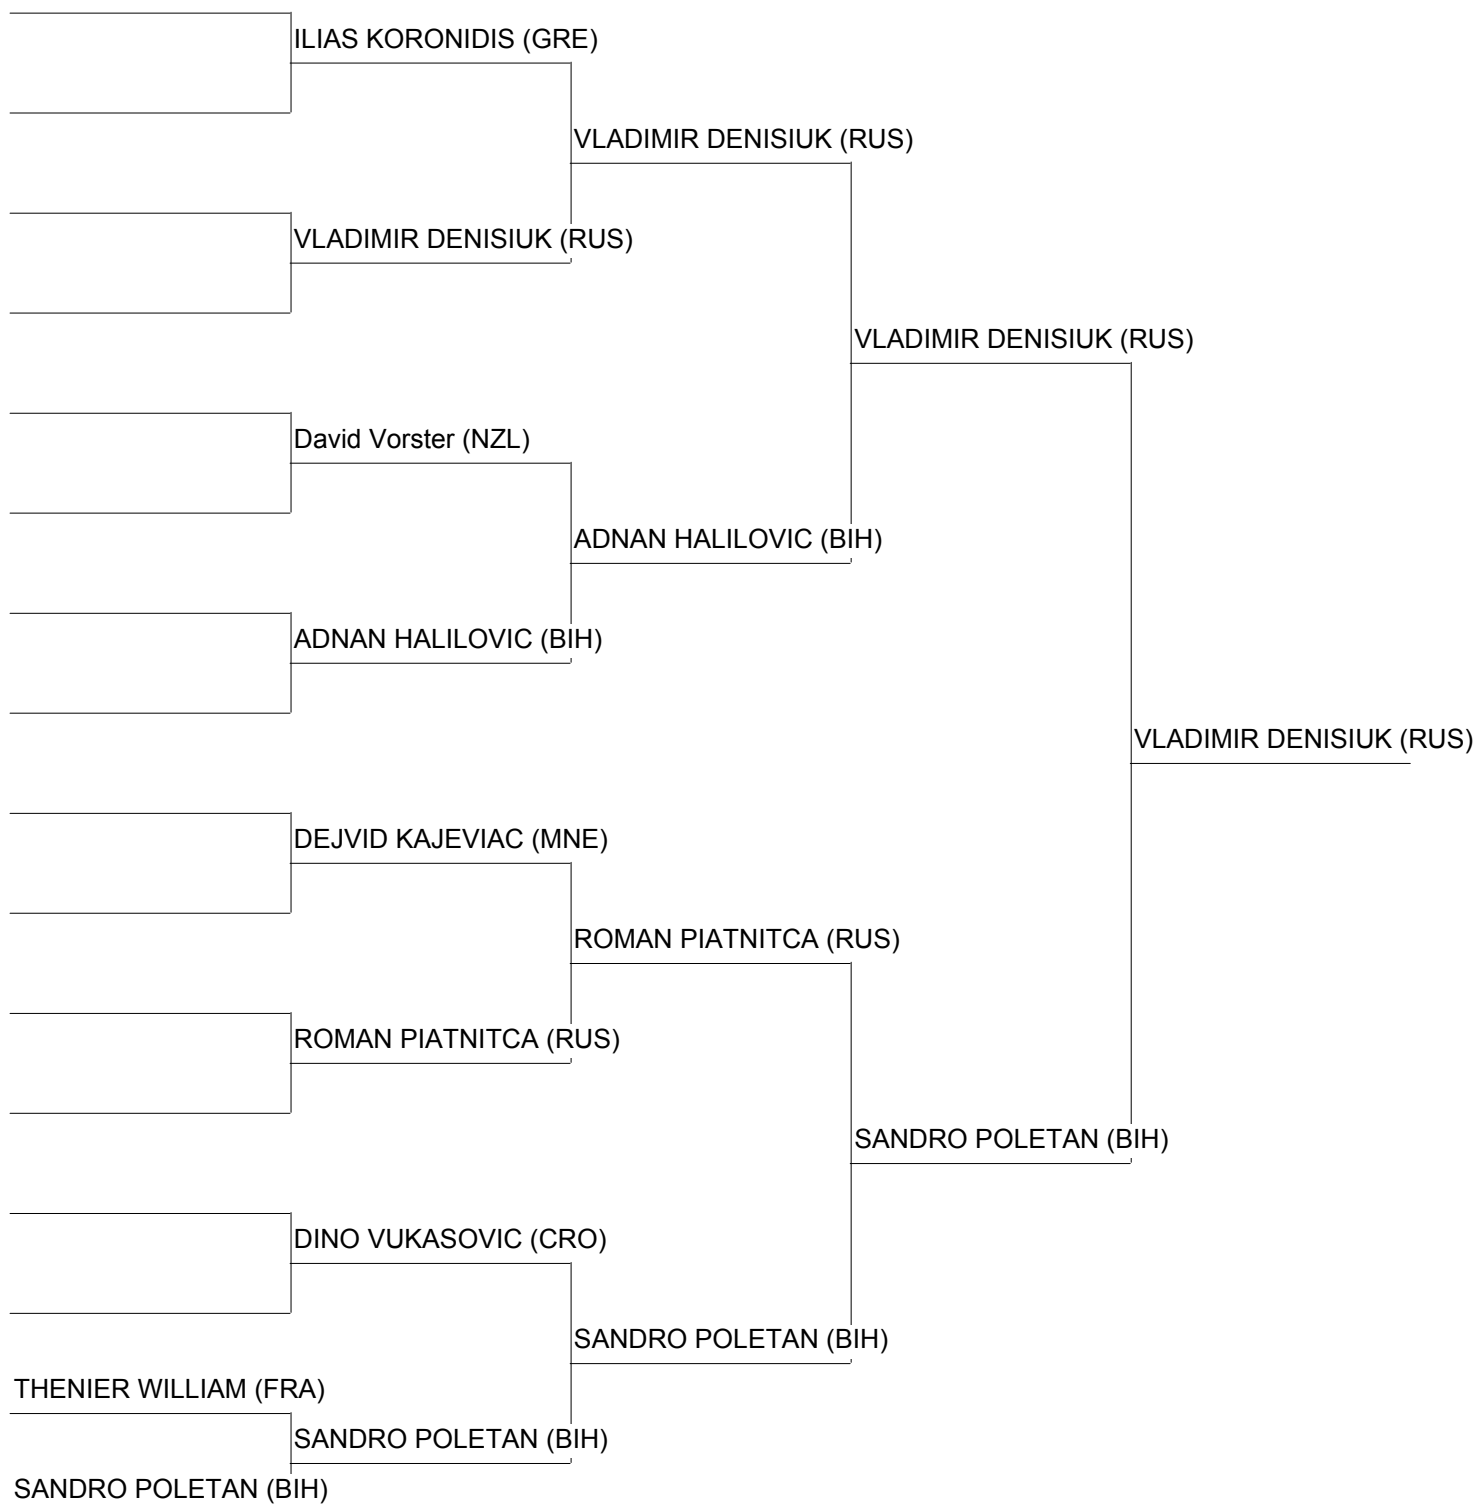 ILIAS KORONIDIS (GRE)
VLADIMIR DENISIUK (RUS)
VLADIMIR DENISIUK (RUS)
VLADIMIR DENISIUK (RUS)
David Vorster (NZL)
ADNAN HALILOVIC (BIH)
ADNAN HALILOVIC (BIH)
VLADIMIR DENISIUK (RUS)
DEJVID KAJEVIAC (MNE)
ROMAN PIATNITCA (RUS)
ROMAN PIATNITCA (RUS)
SANDRO POLETAN (BIH)
DINO VUKASOVIC (CRO)
SANDRO POLETAN (BIH)
THENIER WILLIAM (FRA)
SANDRO POLETAN (BIH)
SANDRO POLETAN (BIH)